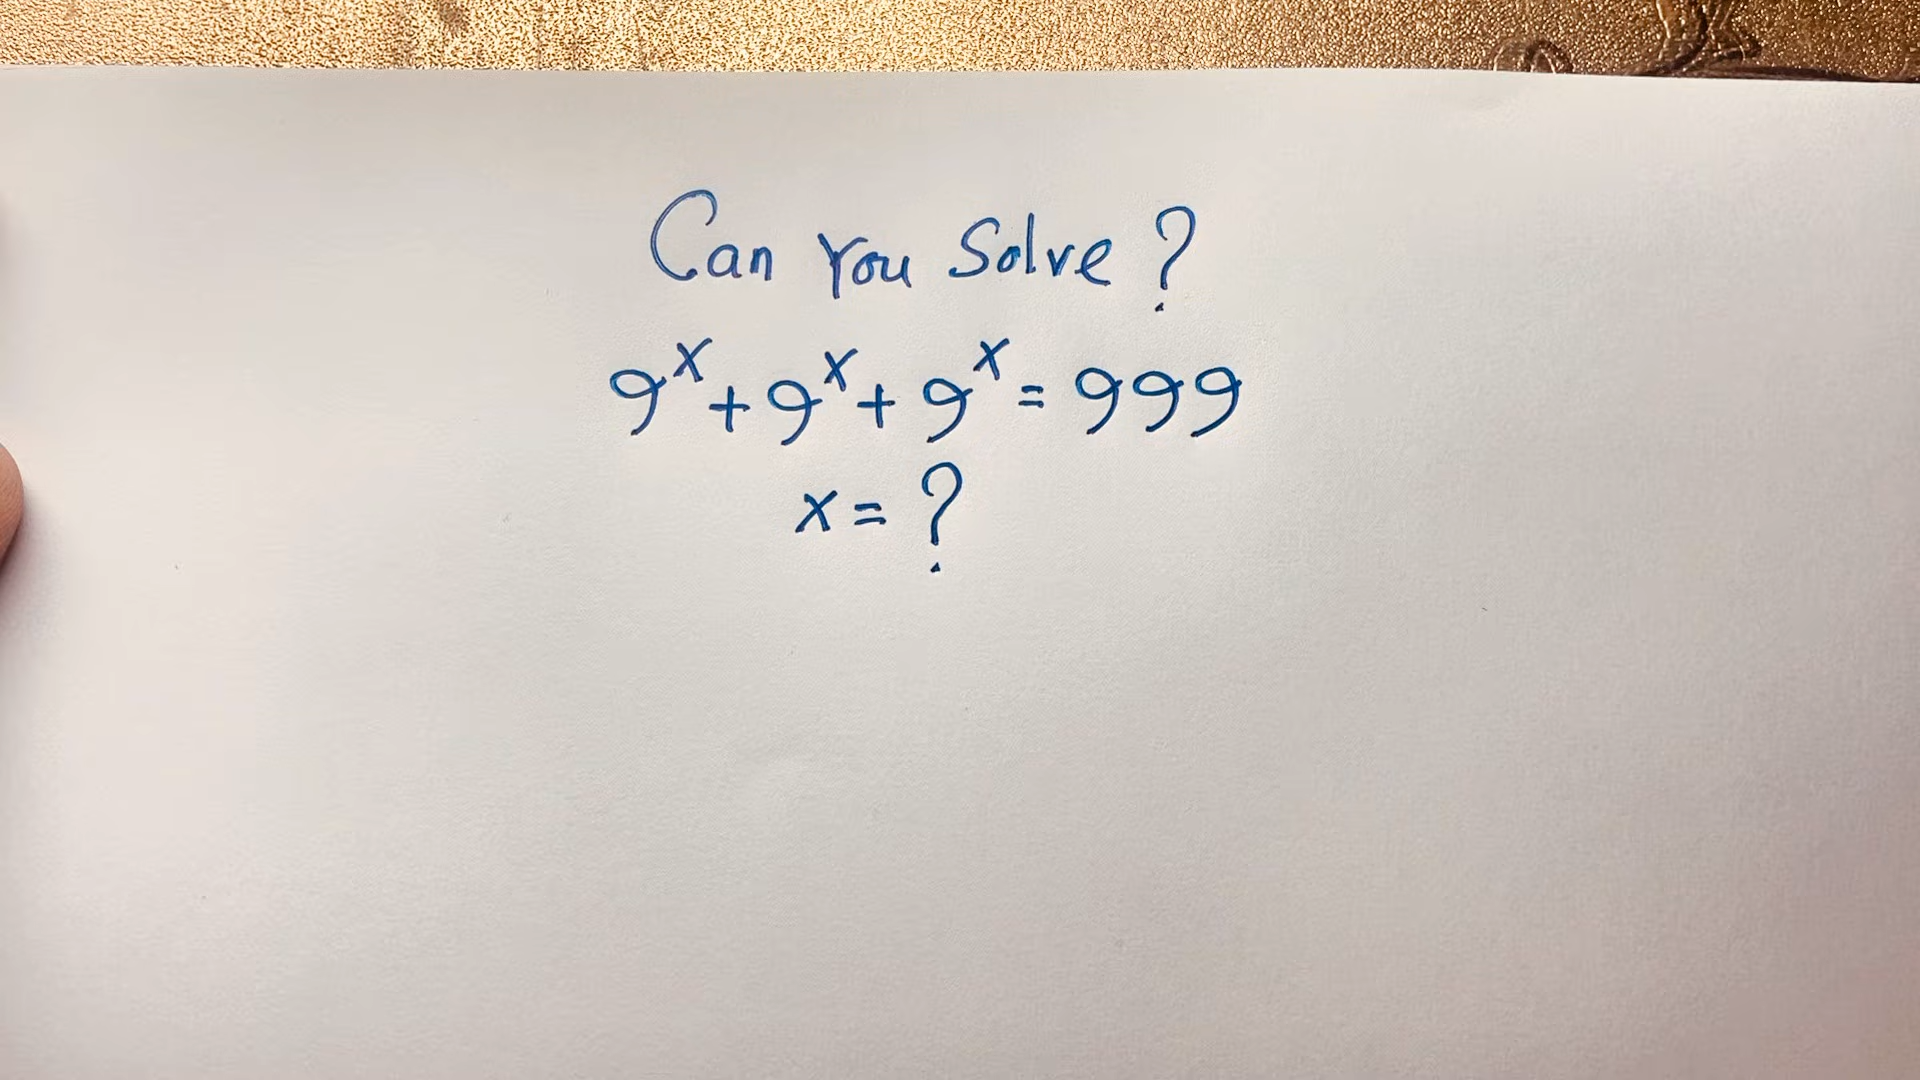 Can You Solve?
9^x + 9^x + 9^x = 999
x = ?